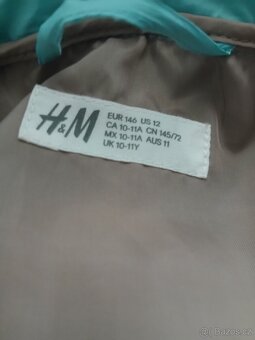 H&M
EUR 146 US 12
CA 10-11A CN 145/72
MX 10-11A AUS 11
UK 10-11Y